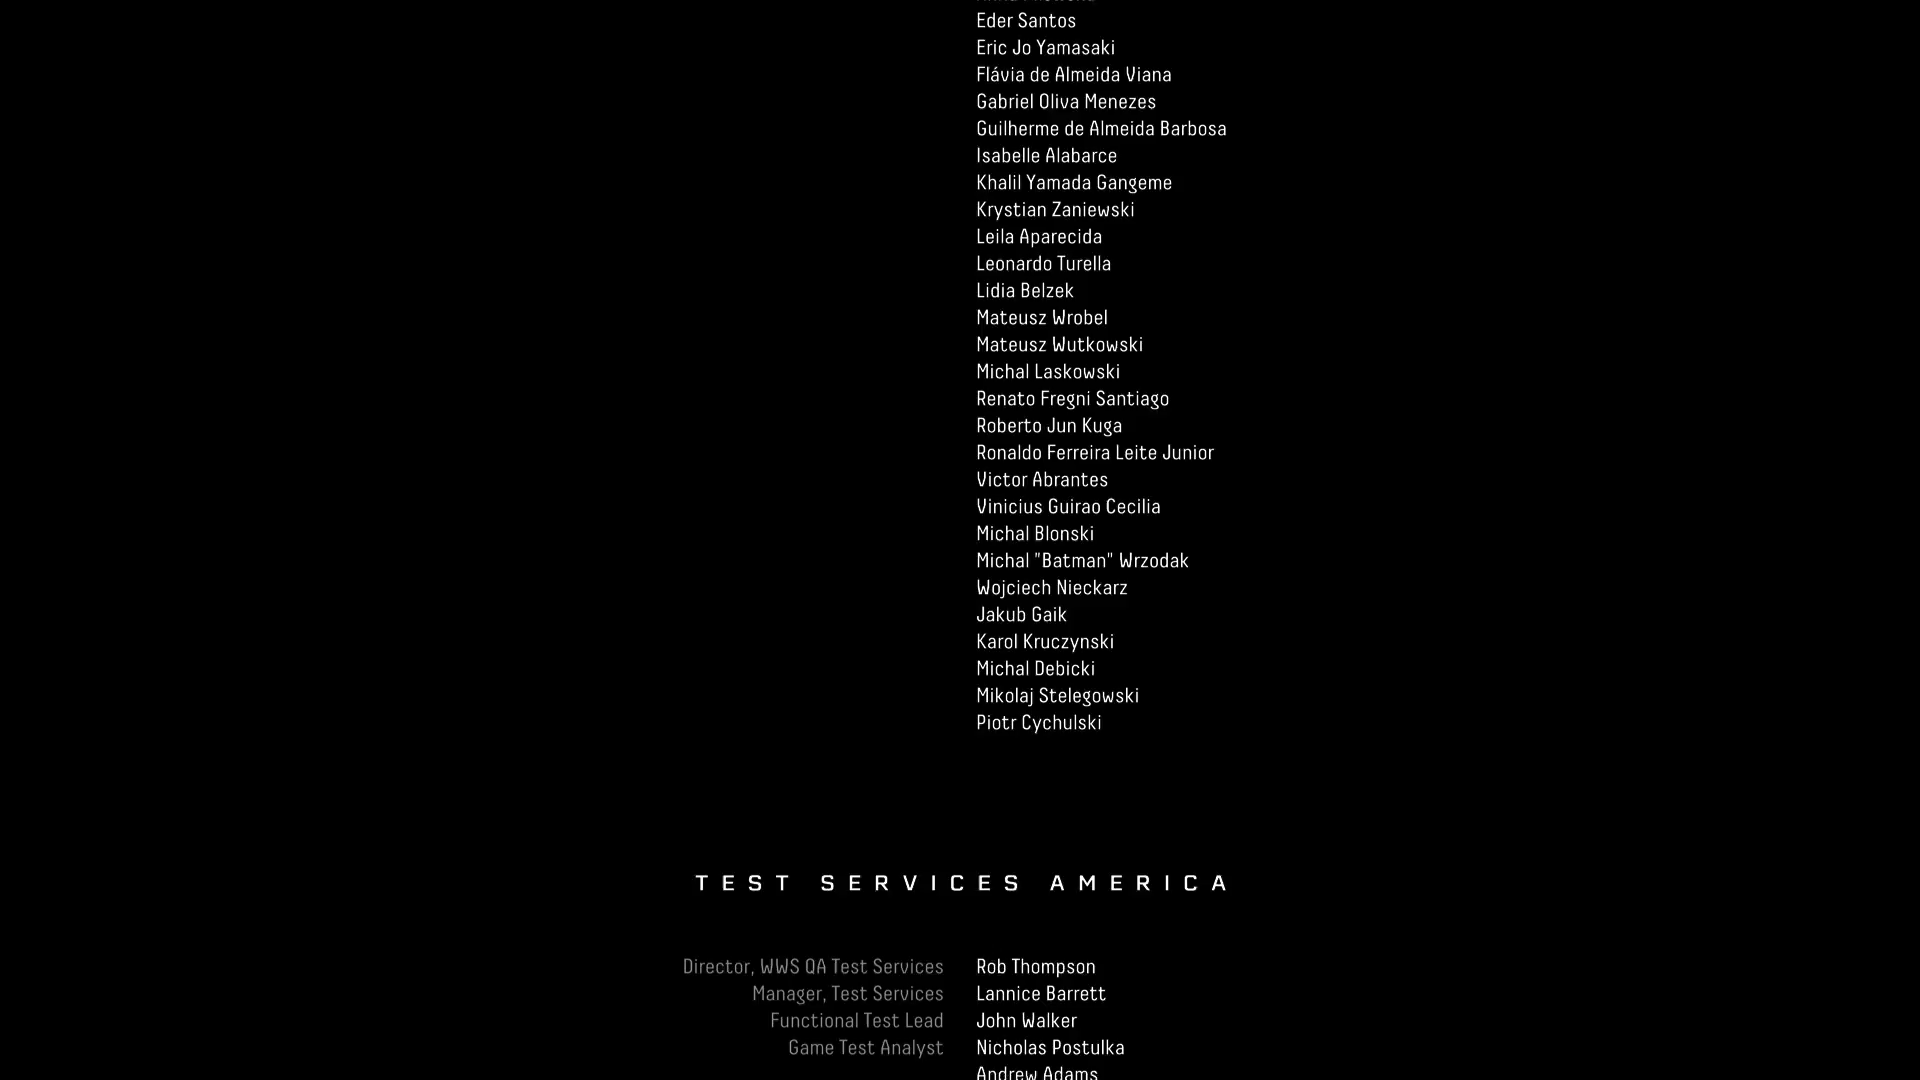 Eder Santos
Eric Jo Yamasaki
Flávia de Almeida Viana
Gabriel Oliva Menezes
Guilherme de Almeida Barbosa
Isabelle Alabarce
Khalil Yamada Gangeme
Krystian Zaniewski
Leila Aparecida
Leonardo Turella
Lidia Belzek
Mateusz Wrobel
Mateusz Wutkowski
Michal Laskowski
Renato Fregni Santiago
Roberto Jun Kuga
Ronaldo Ferreira Leite Junior
Victor Abrantes
Vinicius Guirao Cecilia
Michal Blonski
Michal "Batman" Wrzodak
Wojciech Nieckarz
Jakub Gaik
Karol Kruczynski
Michal Debicki
Mikolaj Stelegowski
Piotr Cychulski
TEST SERVICES AMERICA
Director, WWS QA Test Services Rob Thompson
Manager, Test Services Lannice Barrett
Functional Test Lead John Walker
Game Test Analyst Nicholas Postulka
Andrew Adams